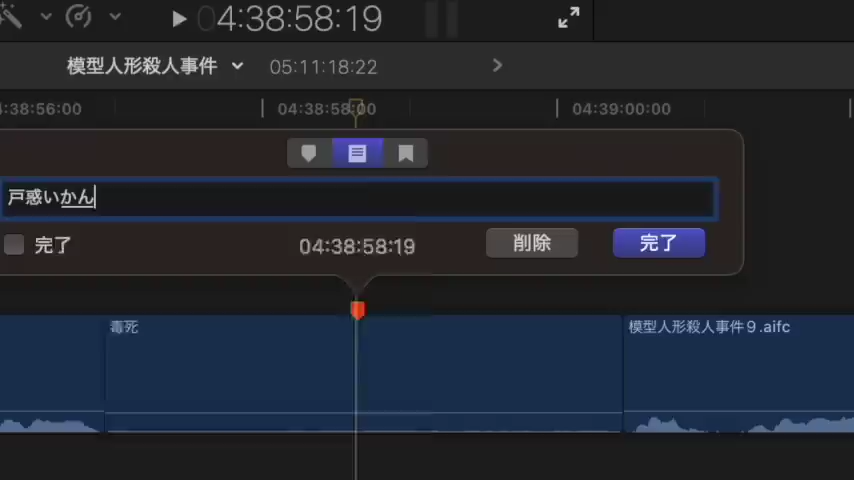 04:38:58:19
模型人形殺人事件 05:11:18:22
4:38:56:00 04:38:58:00 04:39:00:00
戸惑いかん
完了 04:38:58:19 削除 完了
毒死 模型人形殺人事件９.aifc